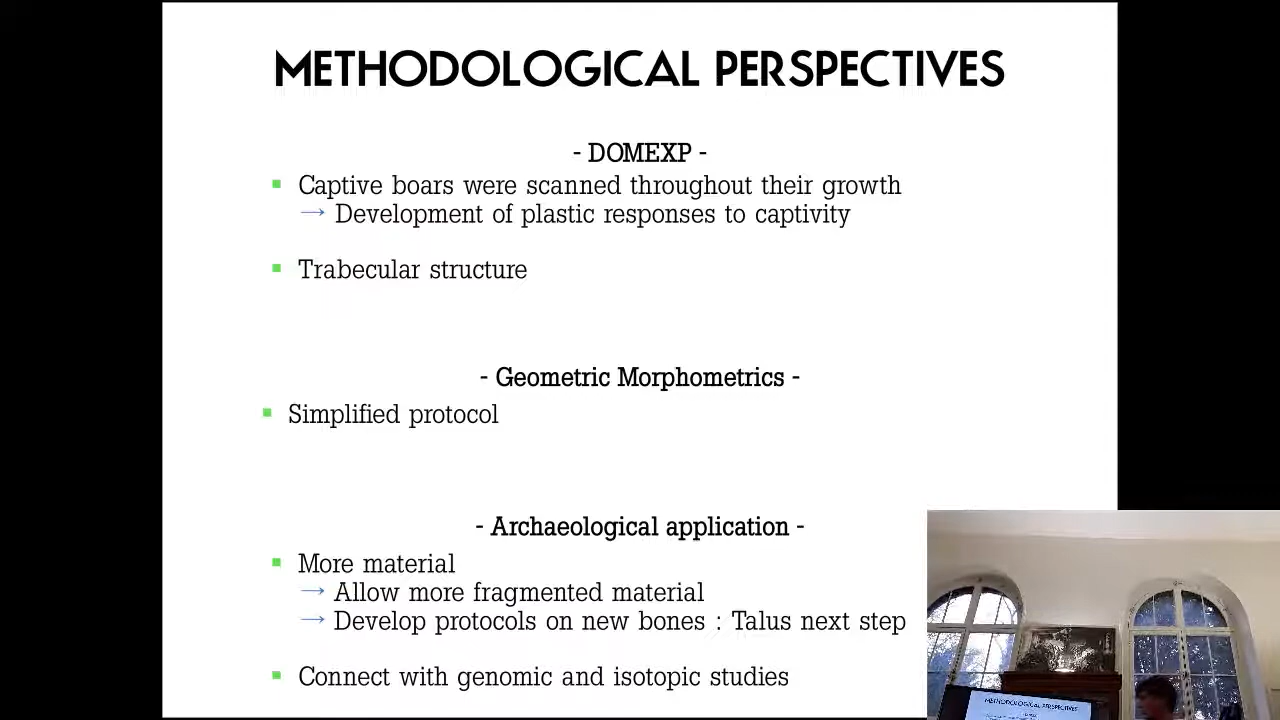 METHODOLOGICAL PERSPECTIVES
- DOMEXP -
▪ Captive boars were scanned throughout their growth
→ Development of plastic responses to captivity
▪ Trabecular structure
- Geometric Morphometrics -
▪ Simplified protocol
- Archaeological application -
▪ More material
→ Allow more fragmented material
→ Develop protocols on new bones : Talus next step
▪ Connect with genomic and isotopic studies
METHODOLOGICAL PERSPECTIVES